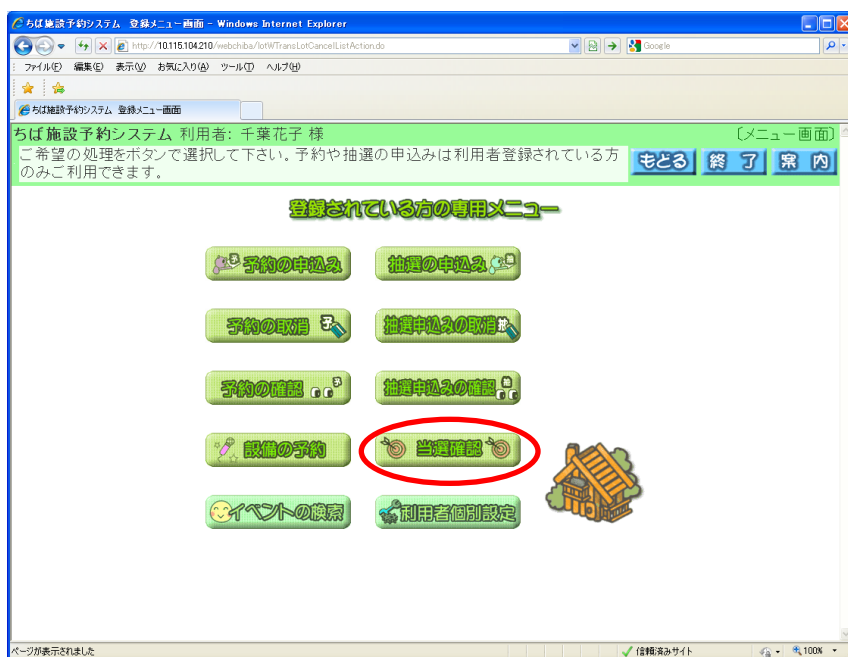 ちば施設予約システム 登録メニュー画面 - Windows Internet Explorer
http://10.115.104.210/webchiba/lotWTransLotCancelListAction.do
Google
ファイル(F) 編集(E) 表示(V) お気に入り(A) ツール(T) ヘルプ(H)
ちば施設予約システム 登録メニュー画面
ちば施設予約システム 利用者: 千葉花子 様 〔メニュー画面〕
ご希望の処理をボタンで選択して下さい。予約や抽選の申込みは利用者登録されている方
のみご利用できます。
もどる 終了 案内
登録されている方の専用メニュー
予約の申込み 抽選の申込み
予約の取消 抽選申込みの取消
予約の確認 抽選申込みの確認
設備の予約 当選確認
イベントの検索 利用者個別設定
ページが表示されました 信頼済みサイト 100%